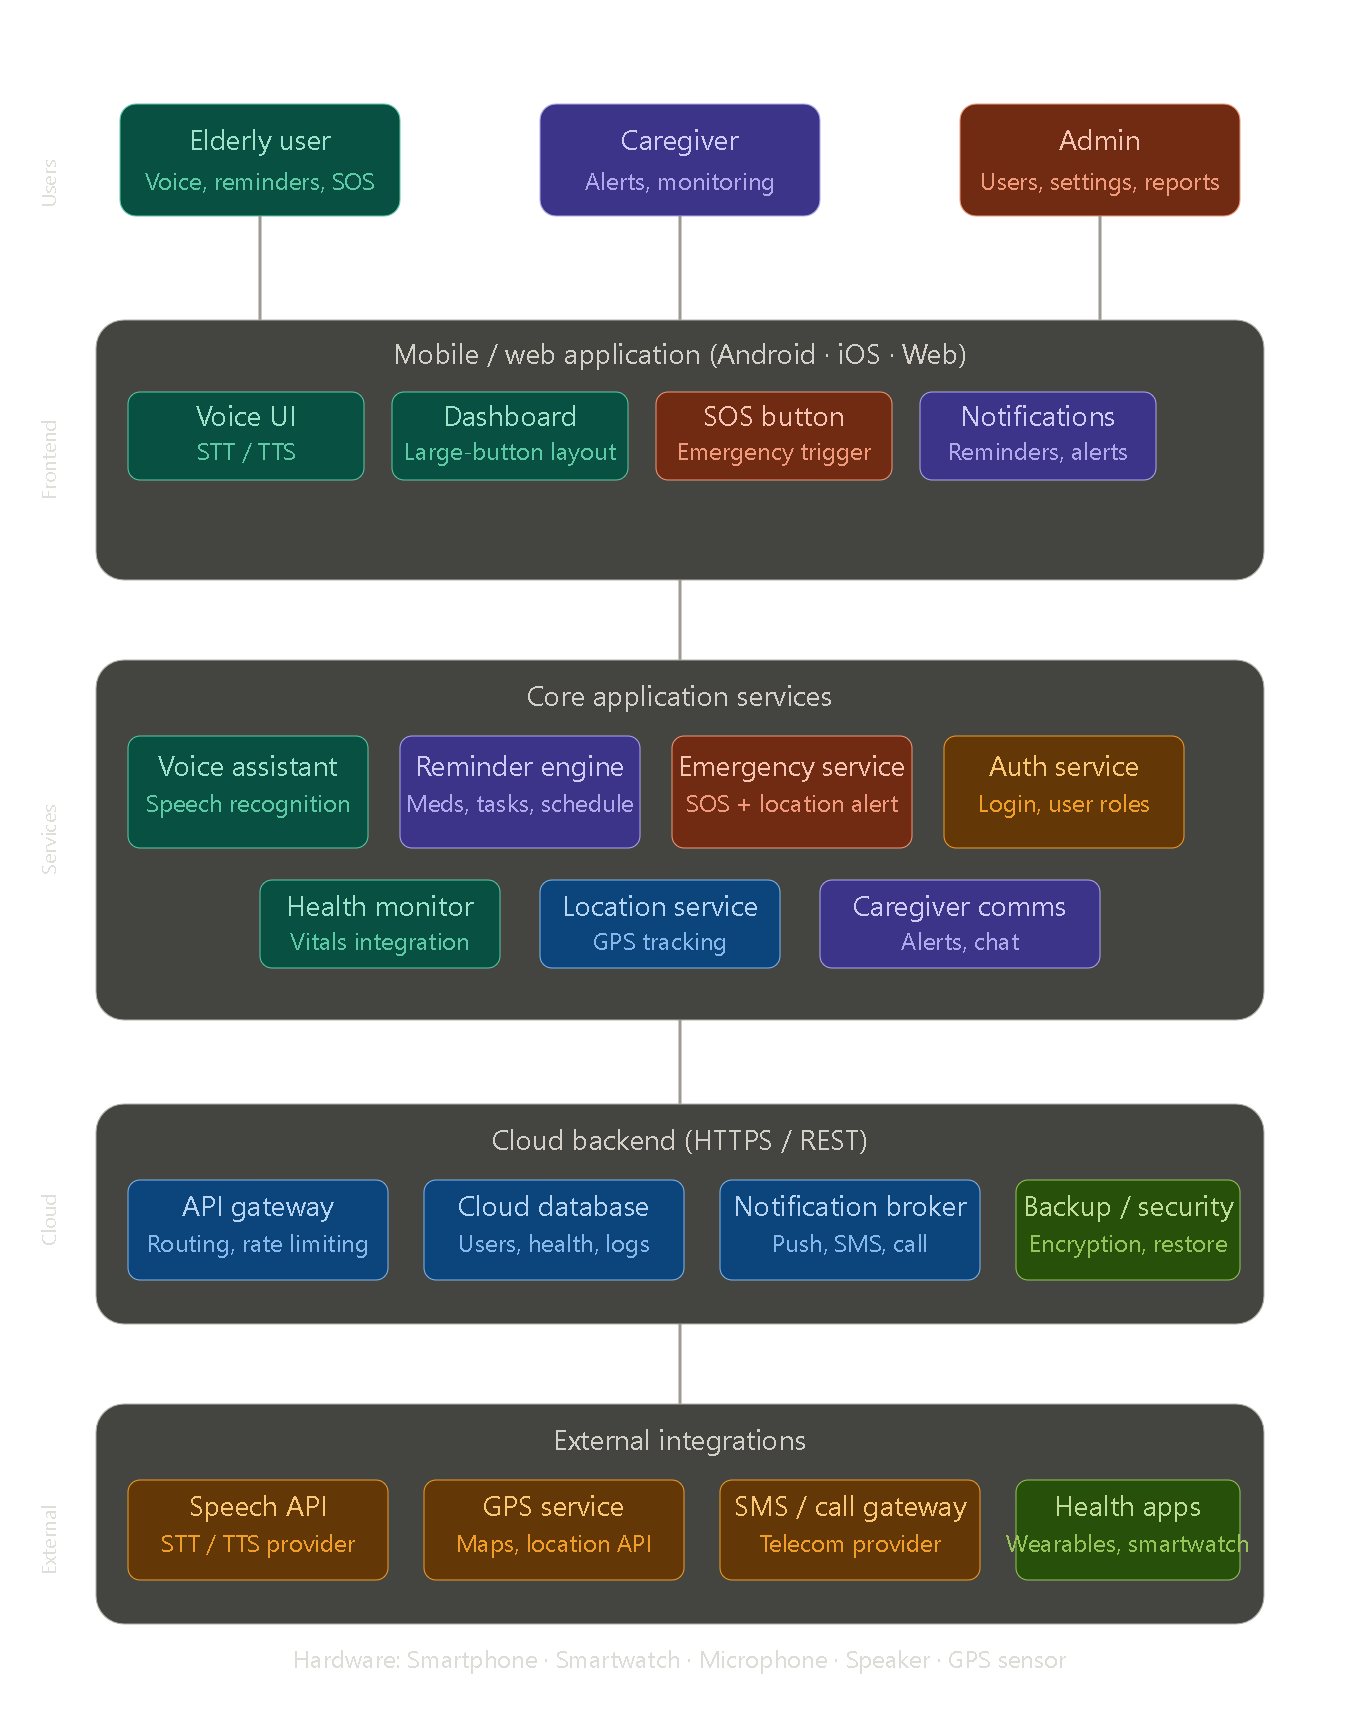 Users
Elderly user
Voice, reminders, SOS
Caregiver
Alerts, monitoring
Admin
Users, settings, reports
Frontend
Mobile / web application (Android · iOS · Web)
Voice UI
STT / TTS
Dashboard
Large-button layout
SOS button
Emergency trigger
Notifications
Reminders, alerts
Services
Core application services
Voice assistant
Speech recognition
Reminder engine
Meds, tasks, schedule
Emergency service
SOS + location alert
Auth service
Login, user roles
Health monitor
Vitals integration
Location service
GPS tracking
Caregiver comms
Alerts, chat
Cloud
Cloud backend (HTTPS / REST)
API gateway
Routing, rate limiting
Cloud database
Users, health, logs
Notification broker
Push, SMS, call
Backup / security
Encryption, restore
External
External integrations
Speech API
STT / TTS provider
GPS service
Maps, location API
SMS / call gateway
Telecom provider
Health apps
Wearables, smartwatch
Hardware: Smartphone · Smartwatch · Microphone · Speaker · GPS sensor